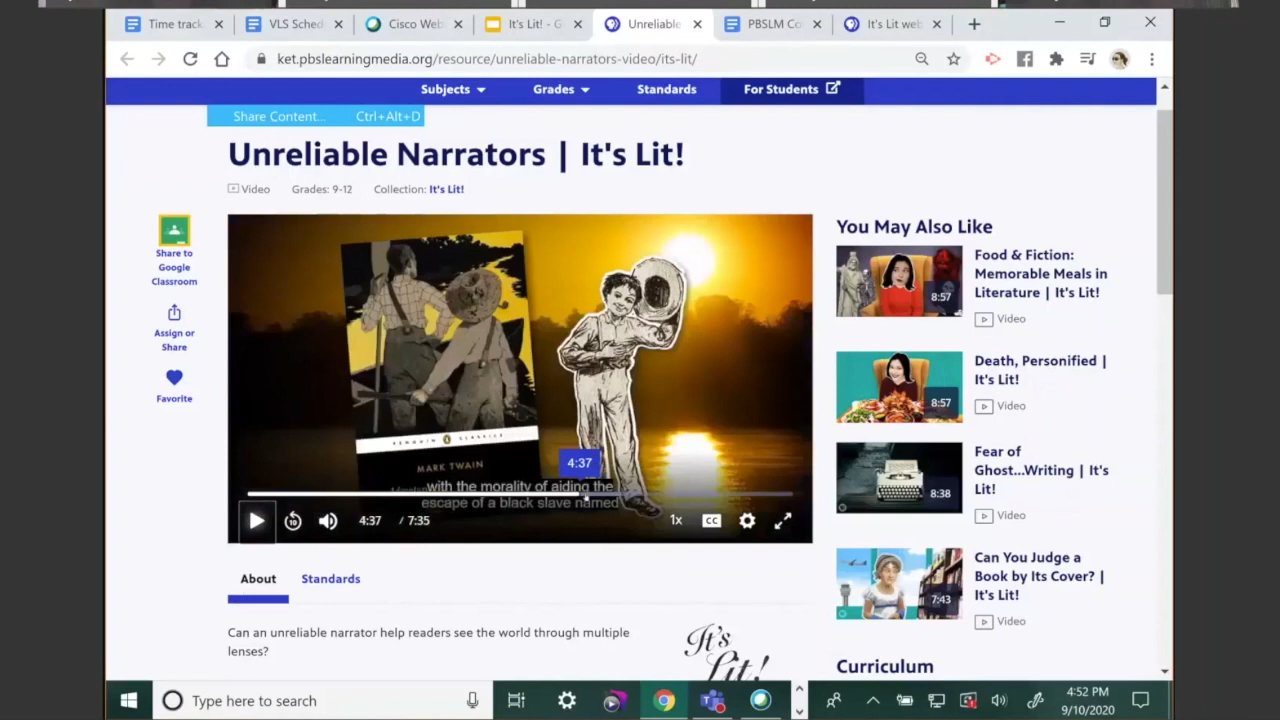 Time track
VLS Sched
Cisco Web
It's Lit! - G
Unreliable
PBSLM Co
It's Lit web
ket.pbslearningmedia.org/resource/unreliable-narrators-video/its-lit/
Subjects
Grades
Standards
For Students
Share Content... Ctrl+Alt+D
Unreliable Narrators | It's Lit!
Video
Grades: 9-12
Collection: It's Lit!
Share to
Google
Classroom
Assign or
Share
Favorite
PENGUIN CLASSICS
MARK TWAIN
4:37
with the morality of aiding the
escape of a black slave named
10
4:37 / 7:35
1x
CC
About
Standards
Can an unreliable narrator help readers see the world through multiple
lenses?
It's
Lit!
You May Also Like
8:57
Food & Fiction:
Memorable Meals in
Literature | It's Lit!
Video
8:57
Death, Personified |
It's Lit!
Video
8:38
Fear of
Ghost...Writing | It's
Lit!
Video
7:43
Can You Judge a
Book by Its Cover? |
It's Lit!
Video
Curriculum
Type here to search
4:52 PM
9/10/2020